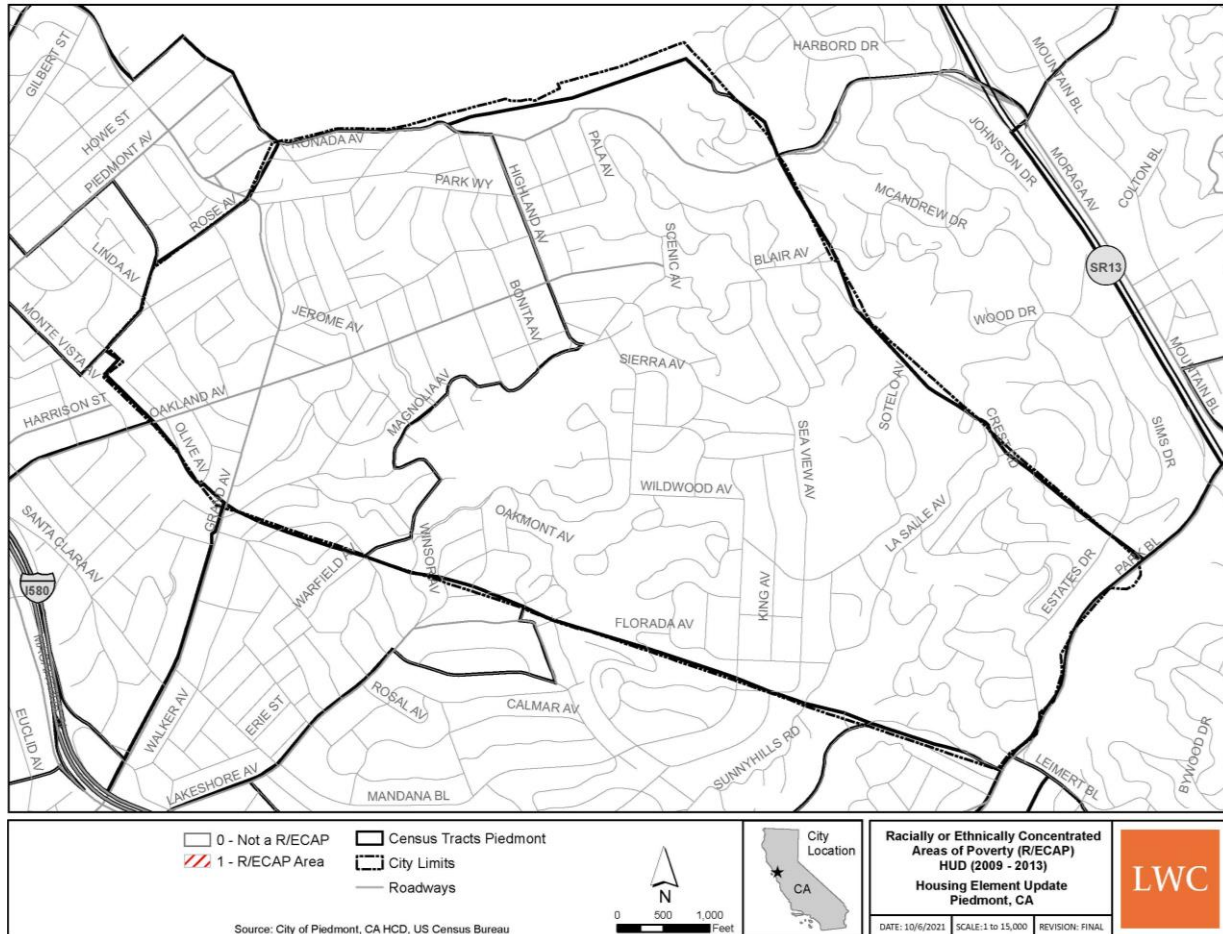 GILBERT ST
HARBORD DR
MOUNTAIN BL
HOWE ST
PIEDMONT AV
RONADA AV
PALA AV
JOHNSTON DR
MORAGA AV
COLTON BL
HIGHLAND AV
PARK WY
ROSE AV
MCANDREW DR
LINDA AV
SCENIC AV
BLAIR AV
SR13
MONTE VISTA AV
JEROME AV
BONITA AV
WOOD DR
MOUNTAIN BL
SIERRA AV
HARRISON ST
OAKLAND AV
MAGNOLIA AV
SOTELO AV
OLIVE AV
CREST RD
SIMS DR
SEA VIEW AV
GRAND AV
WILDWOOD AV
OAKMONT AV
LA SALLE AV
SANTA CLARA AV
WINSOR AV
WARFIELD AV
PARK BL
ESTATES DR
I580
KING AV
FLORADA AV
WALKER AV
ERIE ST
ROSAL AV
CALMAR AV
EUCLID AV
SUNNYHILLS RD
LAKESHORE AV
MANDANA BL
LEIMERT BL
BYWOOD DR
0 - Not a R/ECAP
1 - R/ECAP Area
Census Tracts Piedmont
City Limits
Roadways
Source: City of Piedmont, CA HCD, US Census Bureau
N
0 500 1,000
Feet
City
Location
CA
Racially or Ethnically Concentrated
Areas of Poverty (R/ECAP)
HUD (2009 - 2013)
Housing Element Update
Piedmont, CA
DATE: 10/6/2021 SCALE:1 to 15,000 REVISION: FINAL
LWC